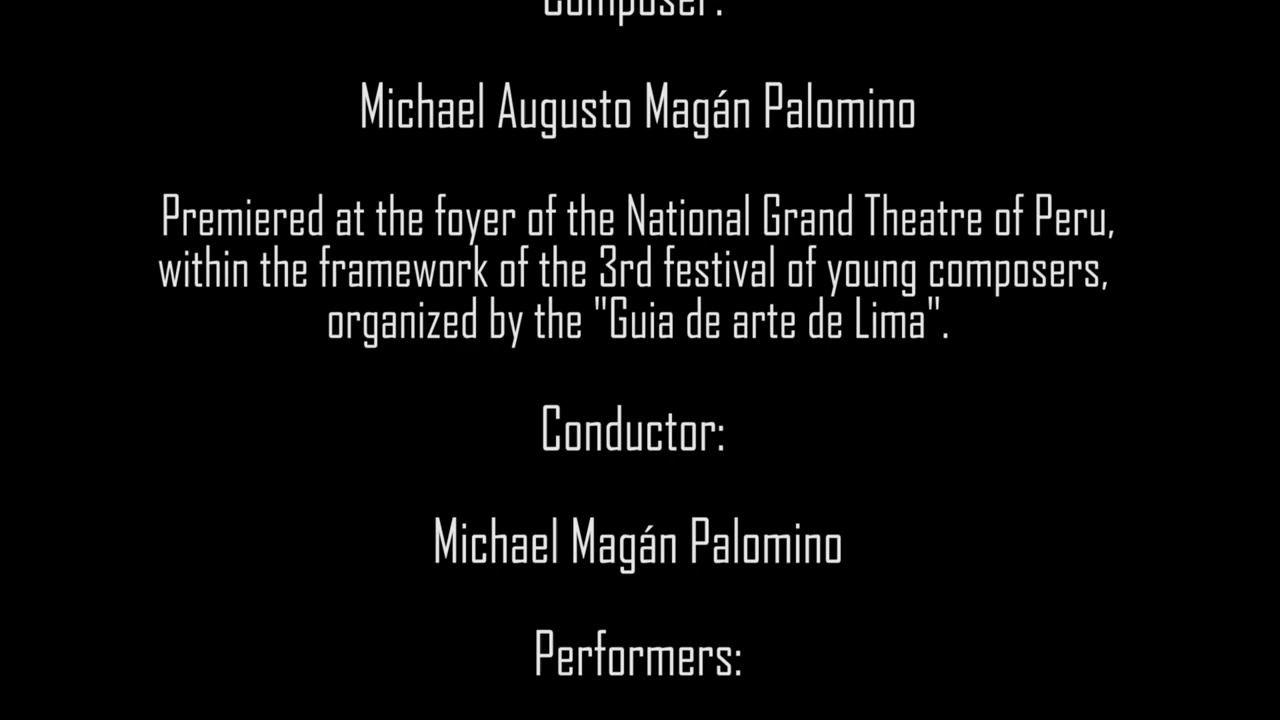 Composer:
Michael Augusto Magán Palomino
Premiered at the foyer of the National Grand Theatre of Peru,
within the framework of the 3rd festival of young composers,
organized by the "Guia de arte de Lima".
Conductor:
Michael Magán Palomino
Performers: